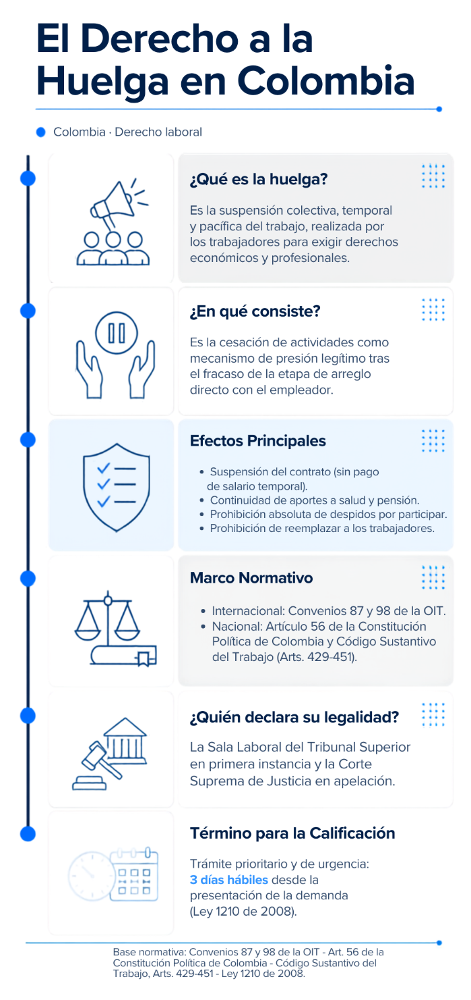 El Derecho a la
Huelga en Colombia
Colombia · Derecho laboral
¿Qué es la huelga?
Es la suspensión colectiva, temporal
y pacífica del trabajo, realizada por
los trabajadores para exigir derechos
económicos y profesionales.
¿En qué consiste?
Es la cesación de actividades como
mecanismo de presión legítimo tras
el fracaso de la etapa de arreglo
directo con el empleador.
Efectos Principales
• Suspensión del contrato (sin pago
de salario temporal).
• Continuidad de aportes a salud y pensión.
• Prohibición absoluta de despidos por participar.
• Prohibición de reemplazar a los trabajadores.
Marco Normativo
• Internacional: Convenios 87 y 98 de la OIT.
• Nacional: Artículo 56 de la Constitución
Política de Colombia y Código Sustantivo
del Trabajo (Arts. 429-451).
¿Quién declara su legalidad?
La Sala Laboral del Tribunal Superior
en primera instancia y la Corte
Suprema de Justicia en apelación.
Término para la Calificación
Trámite prioritario y de urgencia:
3 días hábiles desde la
presentación de la demanda
(Ley 1210 de 2008).
Base normativa: Convenios 87 y 98 de la OIT - Art. 56 de la
Constitución Política de Colombia - Código Sustantivo del
Trabajo, Arts. 429-451 - Ley 1210 de 2008.